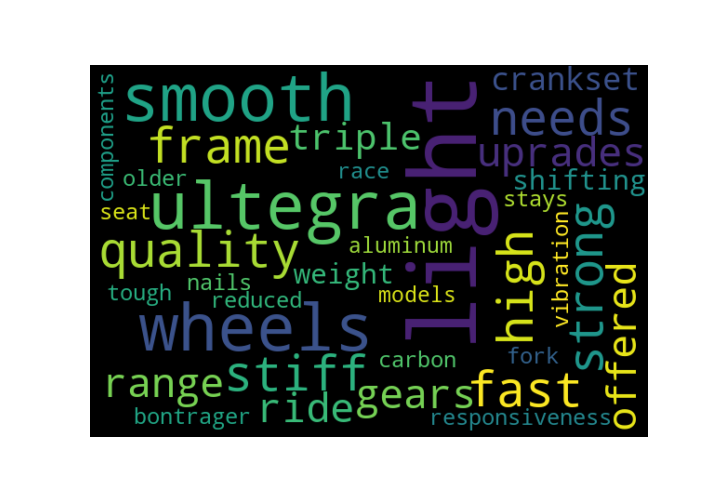 components
smooth
light
crankset
needs
frame
triple
uprades
older
race
shifting
seat
ultegra
stays
quality
aluminum
high
vibration
strong
nails
weight
tough
reduced
models
offered
wheels
stiff
carbon
fork
range
ride
gears
fast
bontrager
responsiveness